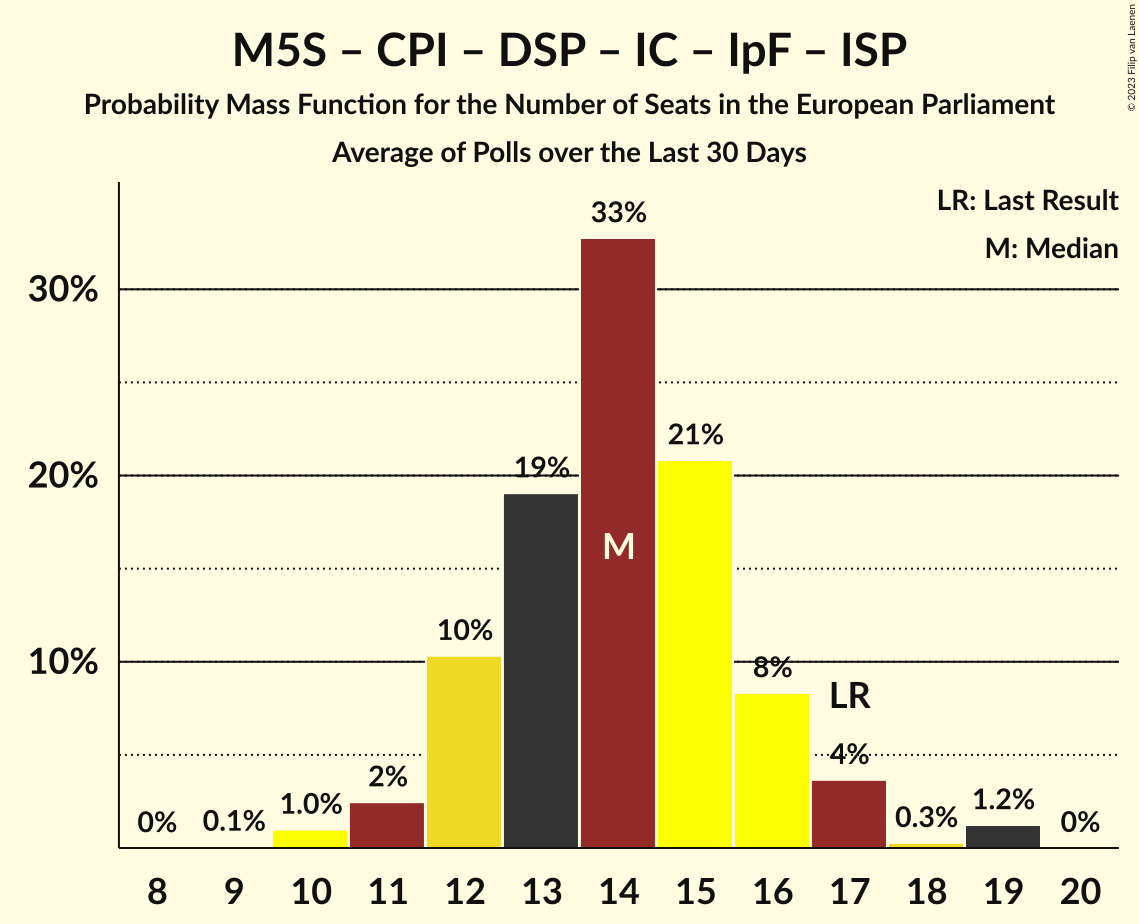 M5S – CPI – DSP – IC – IpF – ISP
Probability Mass Function for the Number of Seats in the European Parliament
Average of Polls over the Last 30 Days
© 2023 Filip van Laenen
LR: Last Result
M: Median
33%
30%
21%
20%
19%
M
10%
10%
8%
LR
4%
2%
1.0%
1.2%
0%
0.1%
0.3%
0%
8 9 10 11 12 13 14 15 16 17 18 19 20